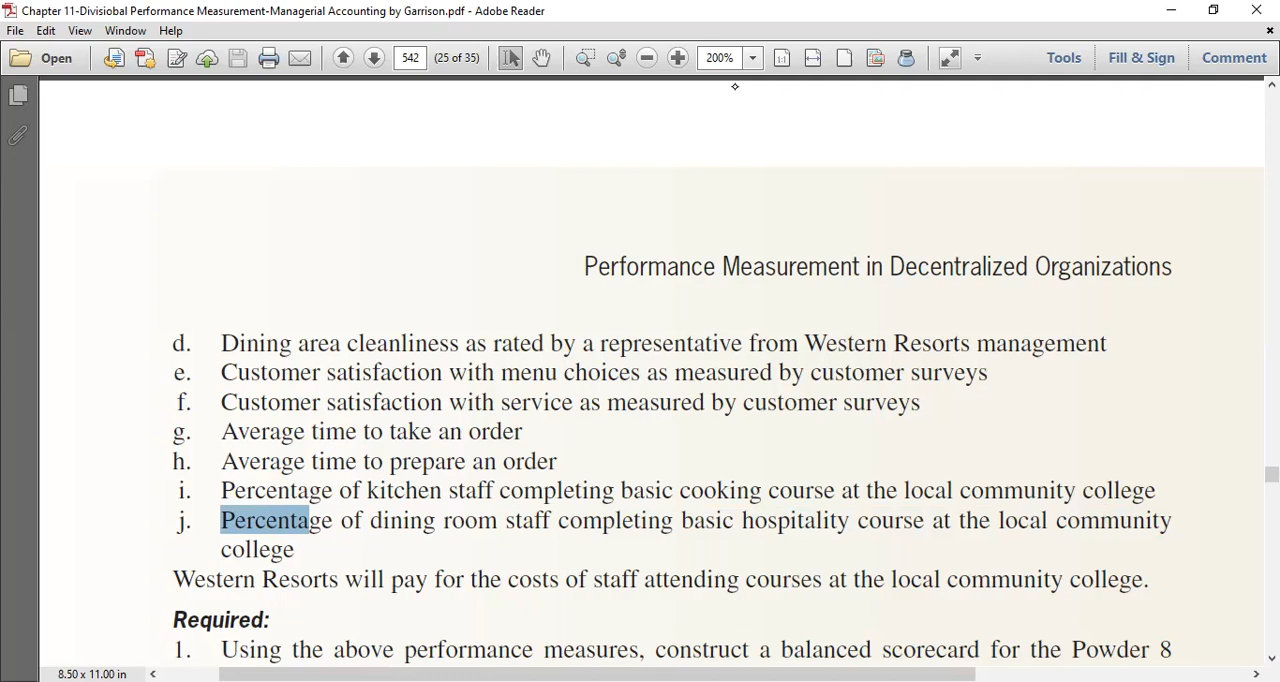 Chapter 11-Divisiobal Performance Measurement-Managerial Accounting by Garrison.pdf - Adobe Reader
File Edit View Window Help
Open 542 (25 of 35) 200% Tools Fill & Sign Comment
Performance Measurement in Decentralized Organizations
d. Dining area cleanliness as rated by a representative from Western Resorts management
e. Customer satisfaction with menu choices as measured by customer surveys
f. Customer satisfaction with service as measured by customer surveys
g. Average time to take an order
h. Average time to prepare an order
i. Percentage of kitchen staff completing basic cooking course at the local community college
j. Percentage of dining room staff completing basic hospitality course at the local community
college
Western Resorts will pay for the costs of staff attending courses at the local community college.
Required:
1. Using the above performance measures, construct a balanced scorecard for the Powder 8
8.50 x 11.00 in